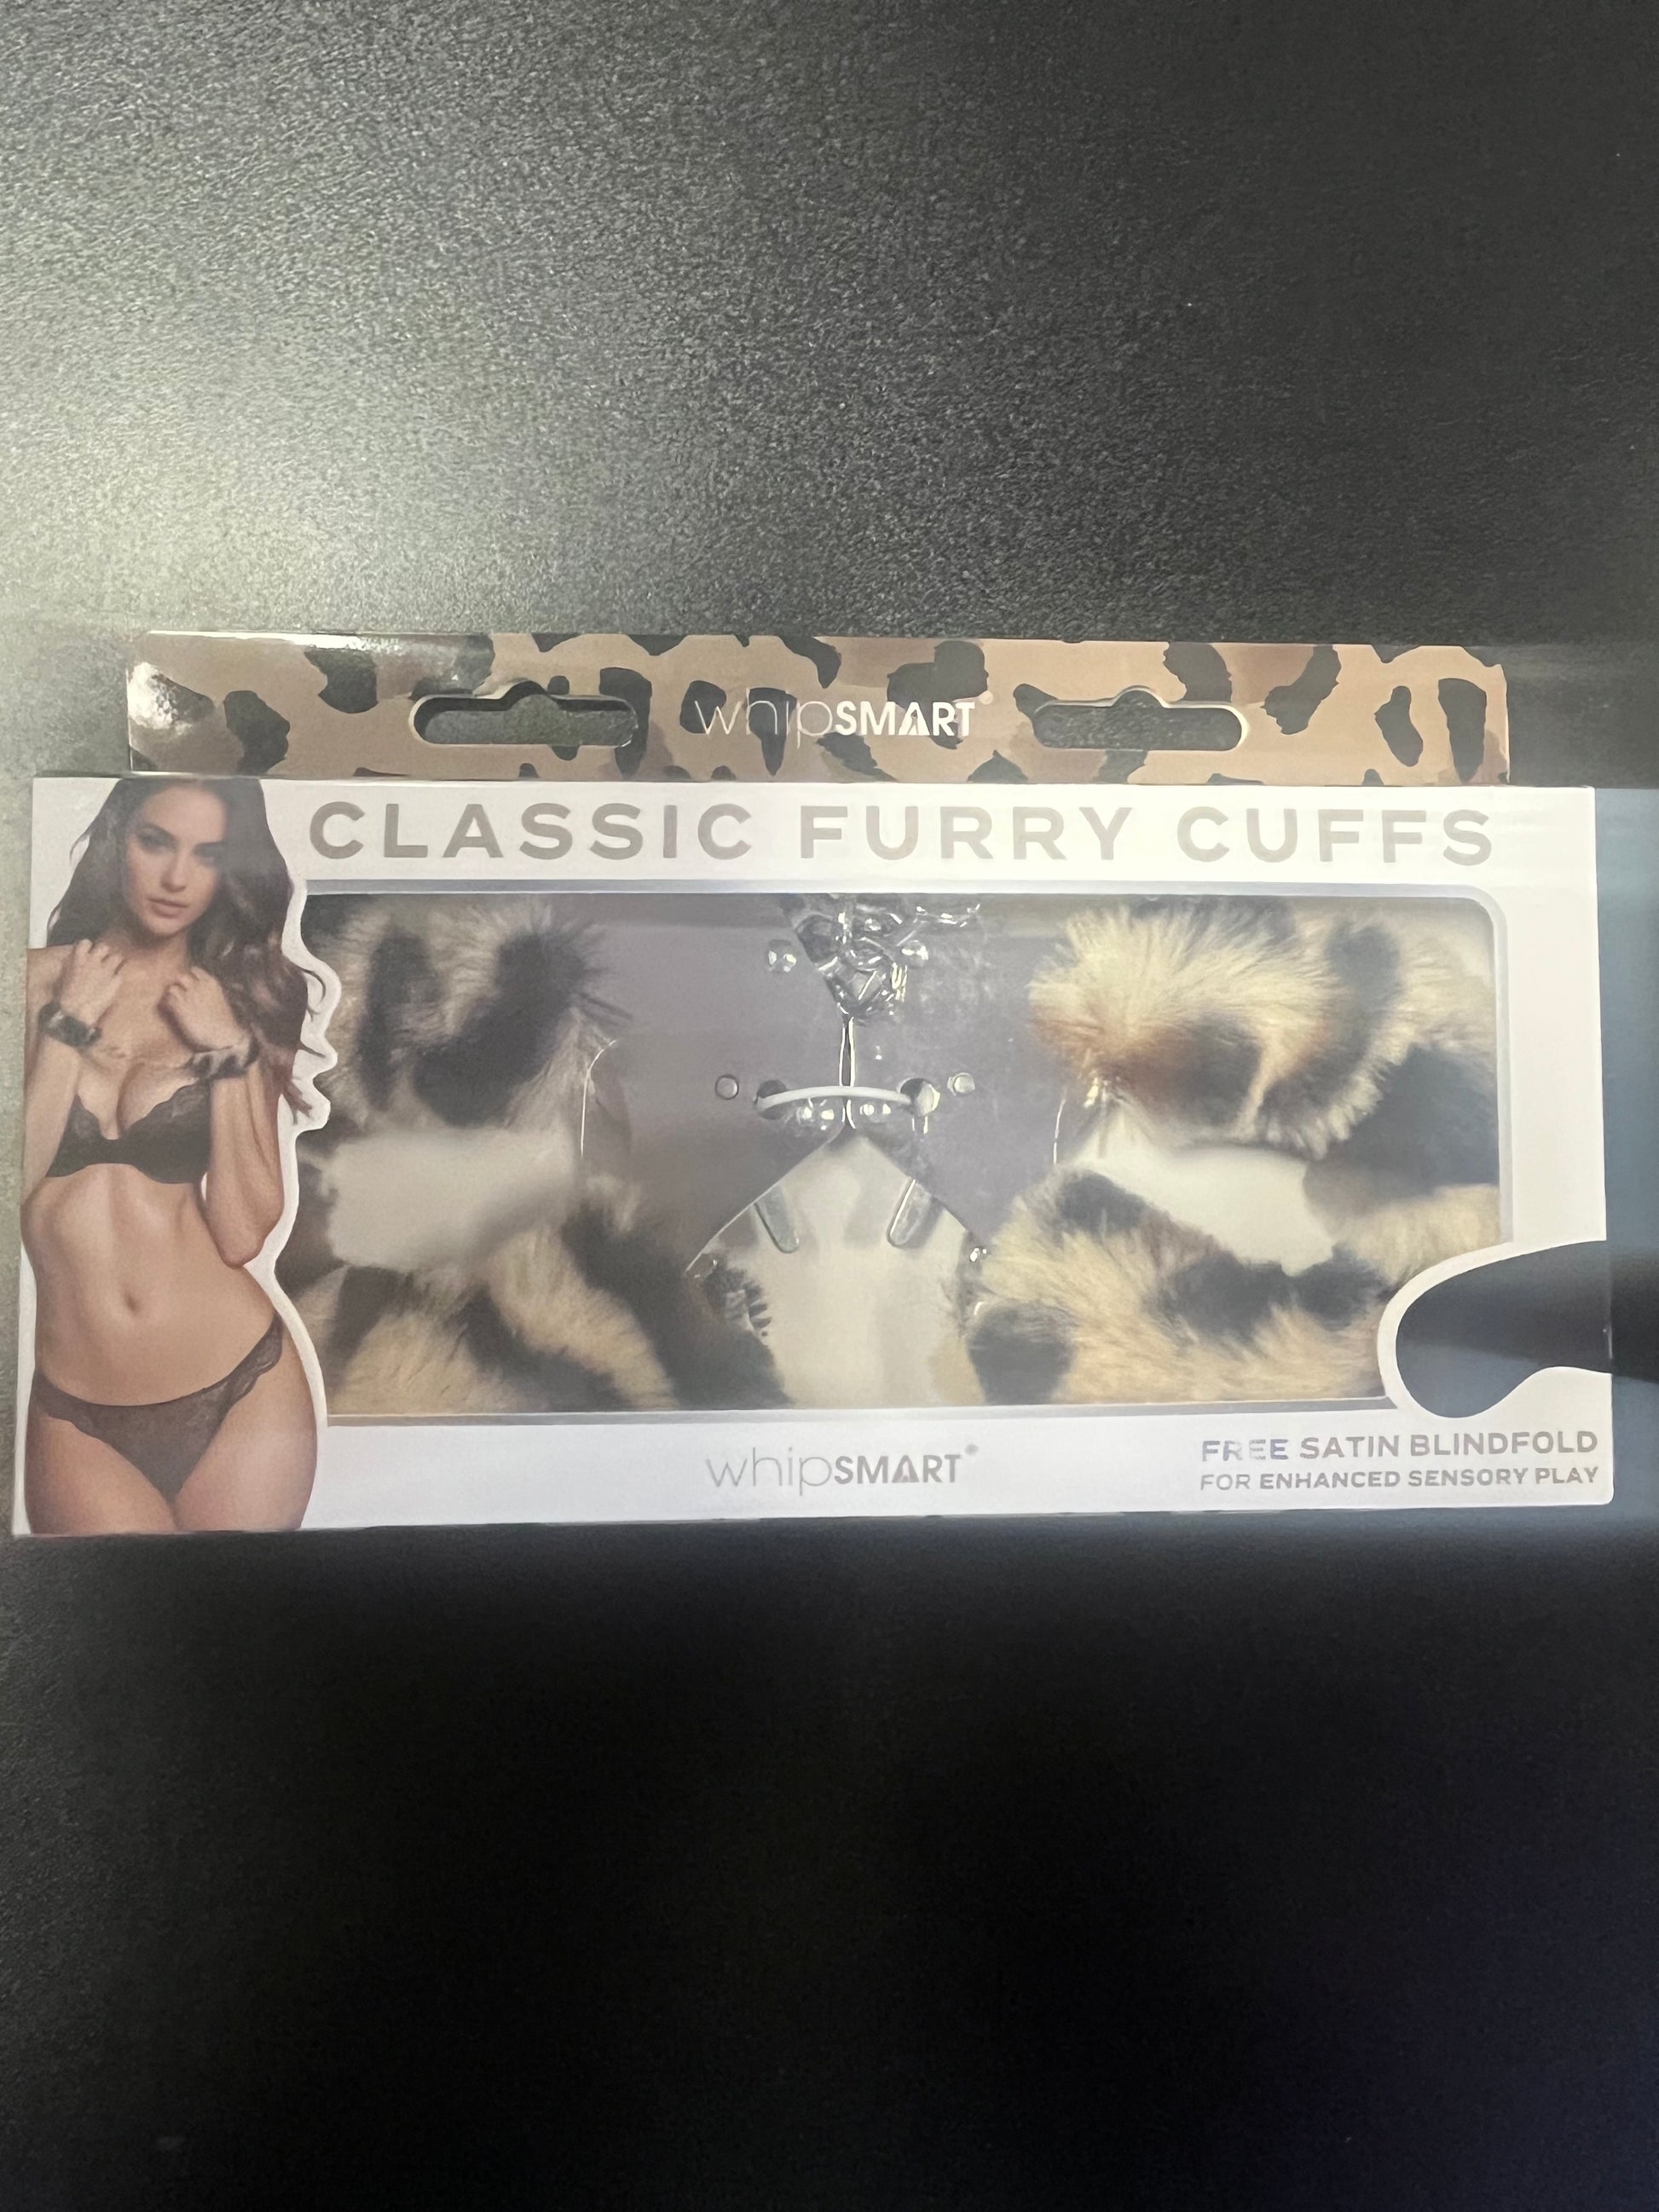 whipSMART
CLASSIC FURRY CUFFS
whipSMART®
FREE SATIN BLINDFOLD
FOR ENHANCED SENSORY PLAY